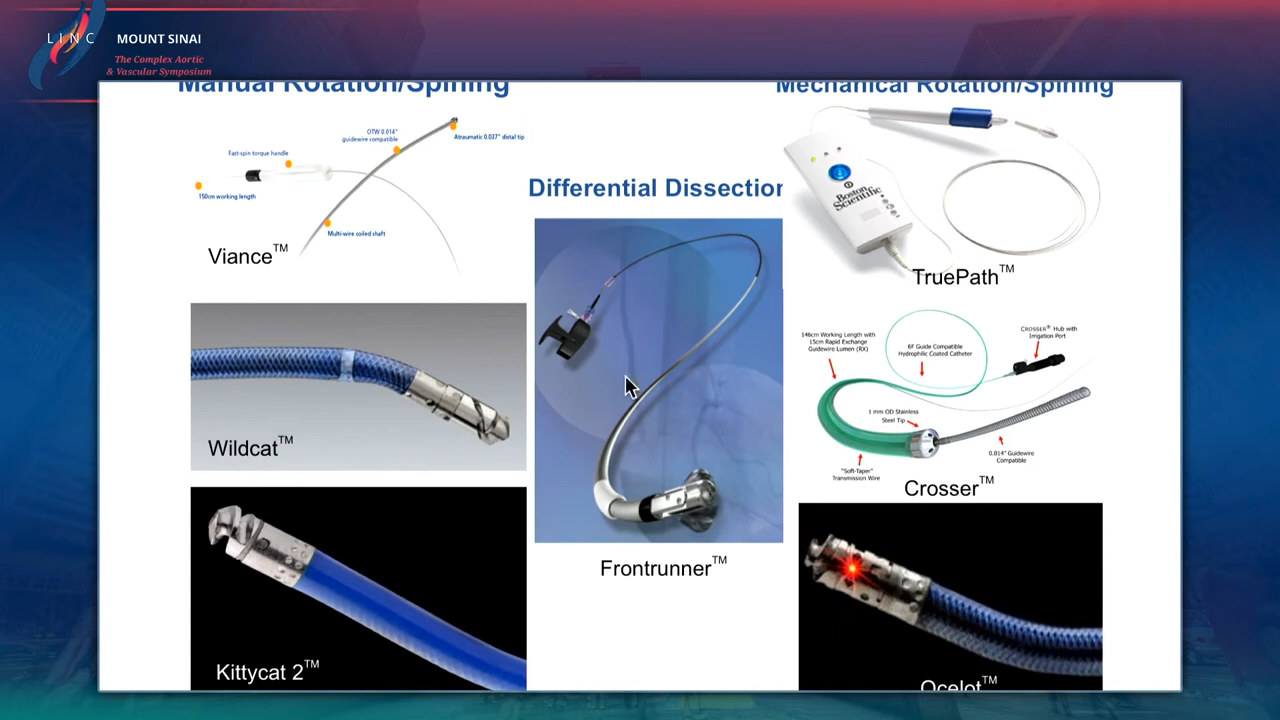 LINC MOUNT SINAI
The Complex Aortic
& Vascular Symposium
Manual Rotation/Spining
OTW 0.014"
guidewire compatible
Atraumatic 0.037" distal tip
Fast-spin torque handle
150cm working length
Multi-wire coiled shaft
Viance™
Wildcat™
Kittycat 2™
Differential Dissection
Frontrunner™
Mechanical Rotation/Spining
Boston
Scientific
TruePath™
146cm Working Length with
15cm Rapid Exchange
Guidewire Lumen (RX)
6F Guide Compatible
Hydrophilic Coated Catheter
CROSSER® Hub with
Irrigation Port
1 mm OD Stainless
Steel Tip
0.014" Guidewire
Compatible
"Soft-Taper"
Transmission Wire
Crosser™
Ocelot™